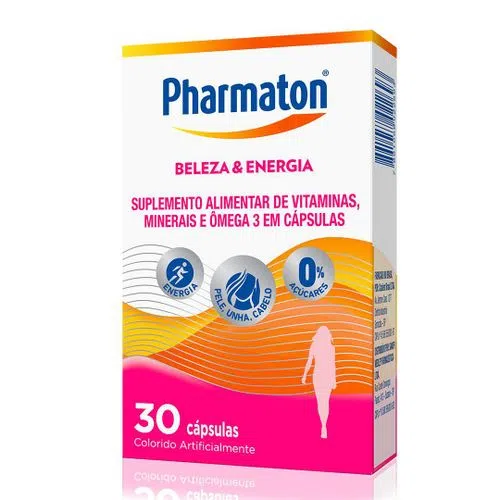 Pharmaton®
BELEZA & ENERGIA
SUPLEMENTO ALIMENTAR DE VITAMINAS,
MINERAIS E ÔMEGA 3 EM CÁPSULAS
ENERGIA
PELE, UNHA, CABELO
0%
AÇÚCARES
30 cápsulas
Colorido Artificialmente